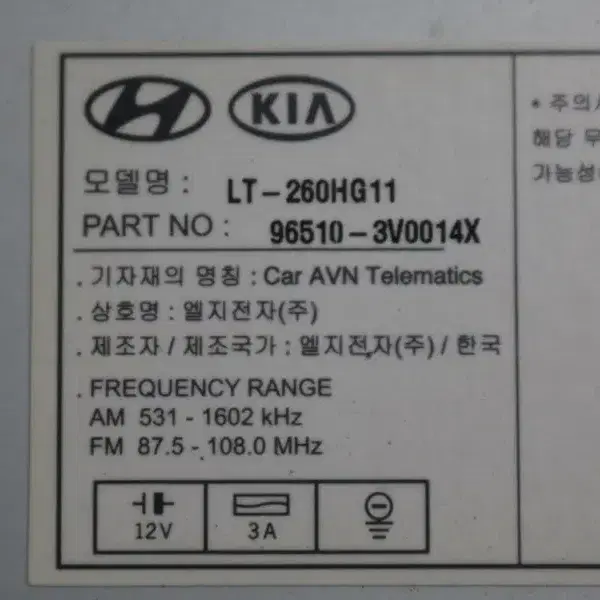 KIA
모델명 : LT-260HG11
PART NO : 96510-3V0014X
. 기자재의 명칭 : Car AVN Telematics
. 상호명 : 엘지전자(주)
. 제조자 / 제조국가 : 엘지전자(주) / 한국
. FREQUENCY RANGE
AM 531 - 1602 kHz
FM 87.5 - 108.0 MHz
12V
3A
* 주의사
해당 무
가능성